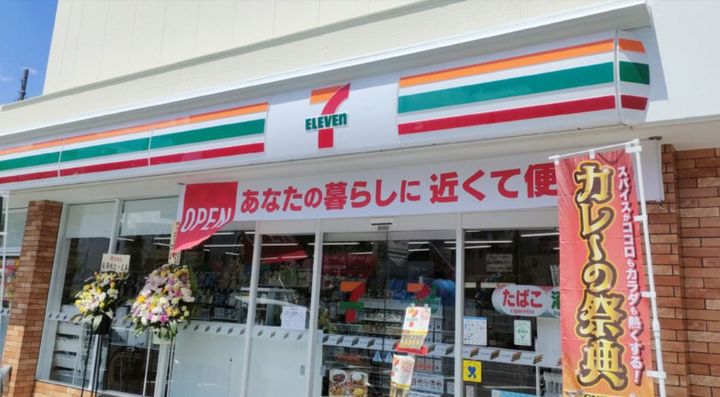 7
ELEVEn
OPEN
あなたの暮らしに 近くて便
スパイスがココロもカラダも熱くする!
カレーの祭典
たばこ
cigarette